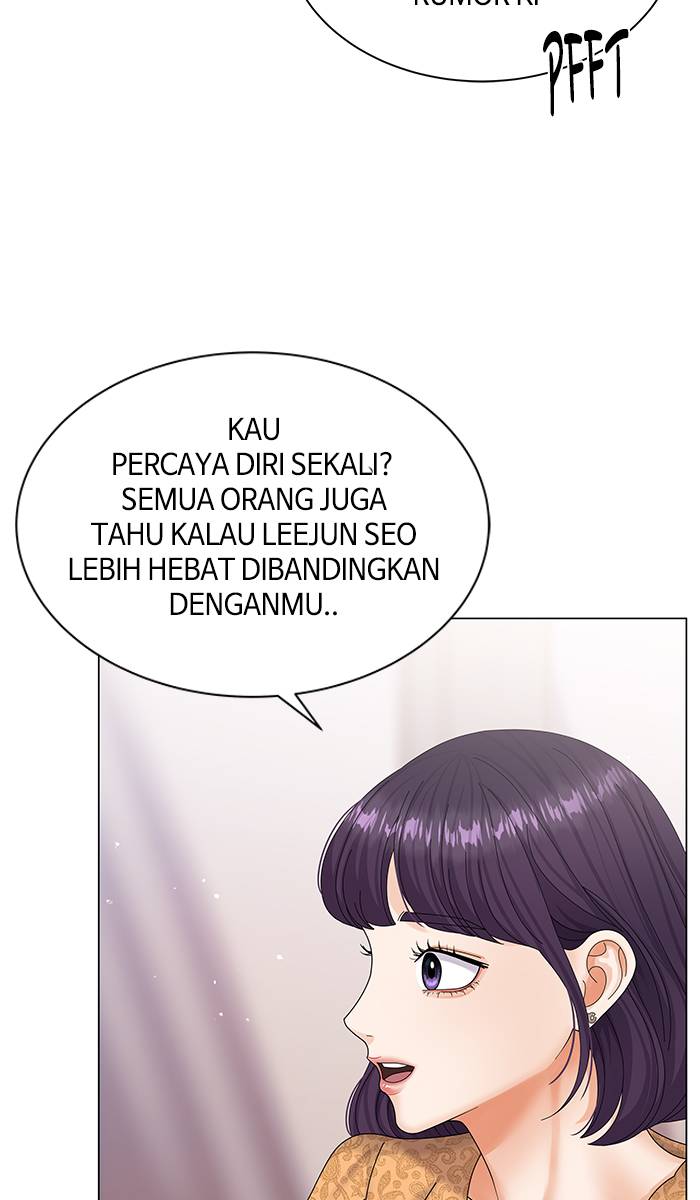 PFFT
KAU
PERCAYA DIRI SEKALI?
SEMUA ORANG JUGA
TAHU KALAU LEEJUN SEO
LEBIH HEBAT DIBANDINGKAN
DENGANMU..